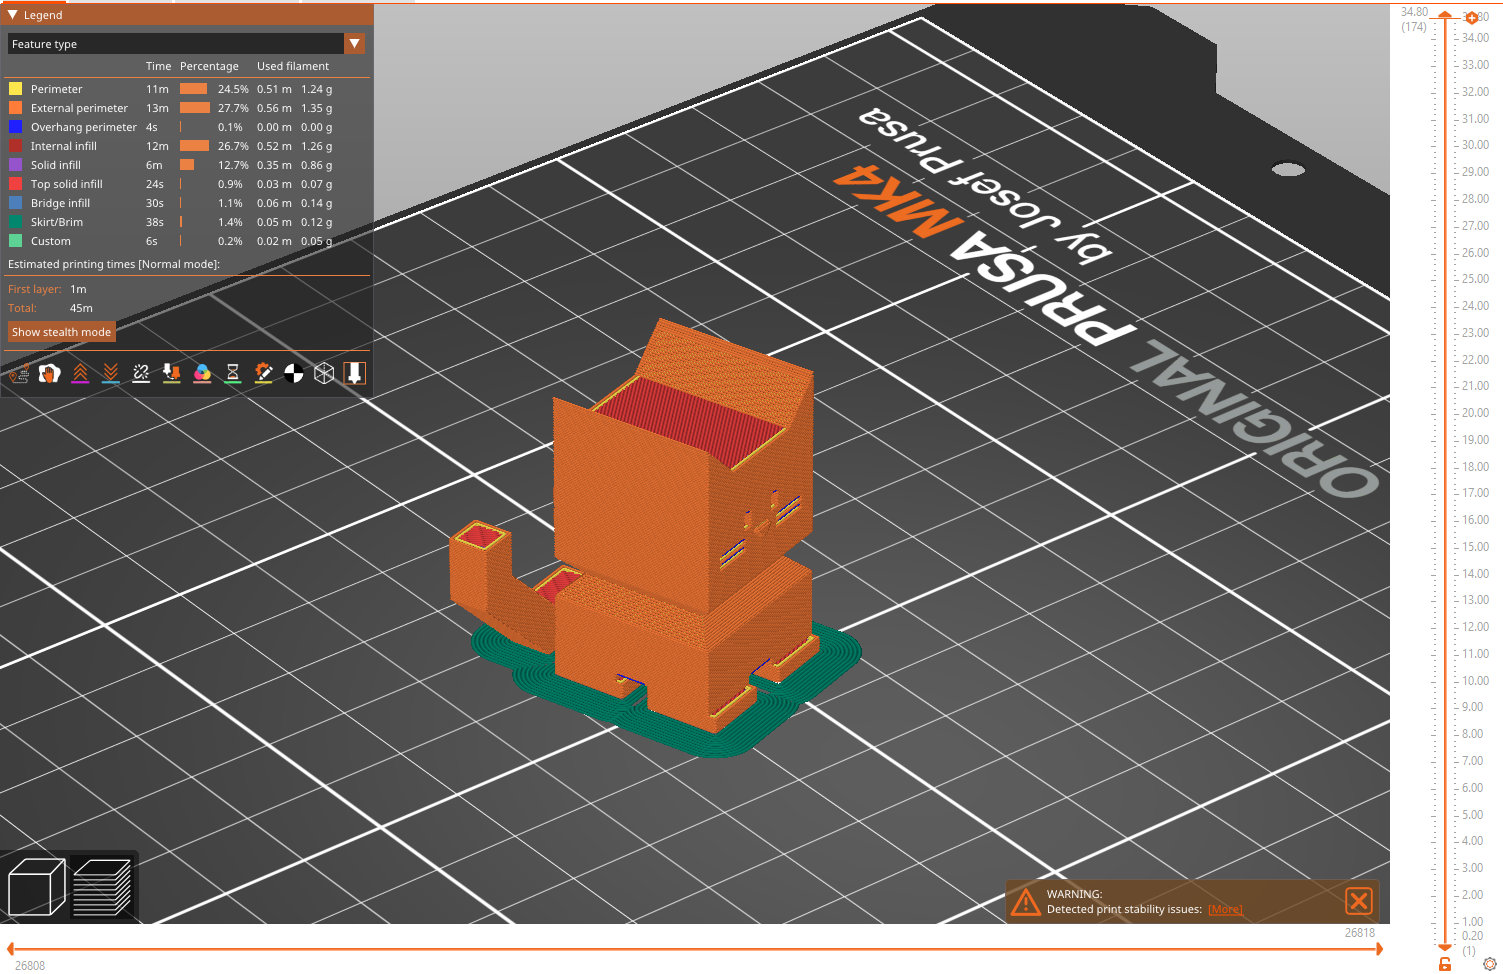 Legend
Feature type
Time Percentage Used filament
Perimeter 11m 24.5% 0.51 m 1.24 g
External perimeter 13m 27.7% 0.56 m 1.35 g
Overhang perimeter 4s 0.1% 0.00 m 0.00 g
Internal infill 12m 26.7% 0.52 m 1.26 g
Solid infill 6m 12.7% 0.35 m 0.86 g
Top solid infill 24s 0.9% 0.03 m 0.07 g
Bridge infill 30s 1.1% 0.06 m 0.14 g
Skirt/Brim 38s 1.4% 0.05 m 0.12 g
Custom 6s 0.2% 0.02 m 0.05 g
Estimated printing times [Normal mode]:
First layer: 1m
Total: 45m
Show stealth mode
ORIGINAL PRUSA MK4
by Josef Prusa
WARNING:
Detected print stability issues: [More]
34.80
(174)
34.00
33.00
32.00
31.00
30.00
29.00
28.00
27.00
26.00
25.00
24.00
23.00
22.00
21.00
20.00
19.00
18.00
17.00
16.00
15.00
14.00
13.00
12.00
11.00
10.00
9.00
8.00
7.00
6.00
5.00
4.00
3.00
2.00
1.00
0.20
(1)
26818
26808